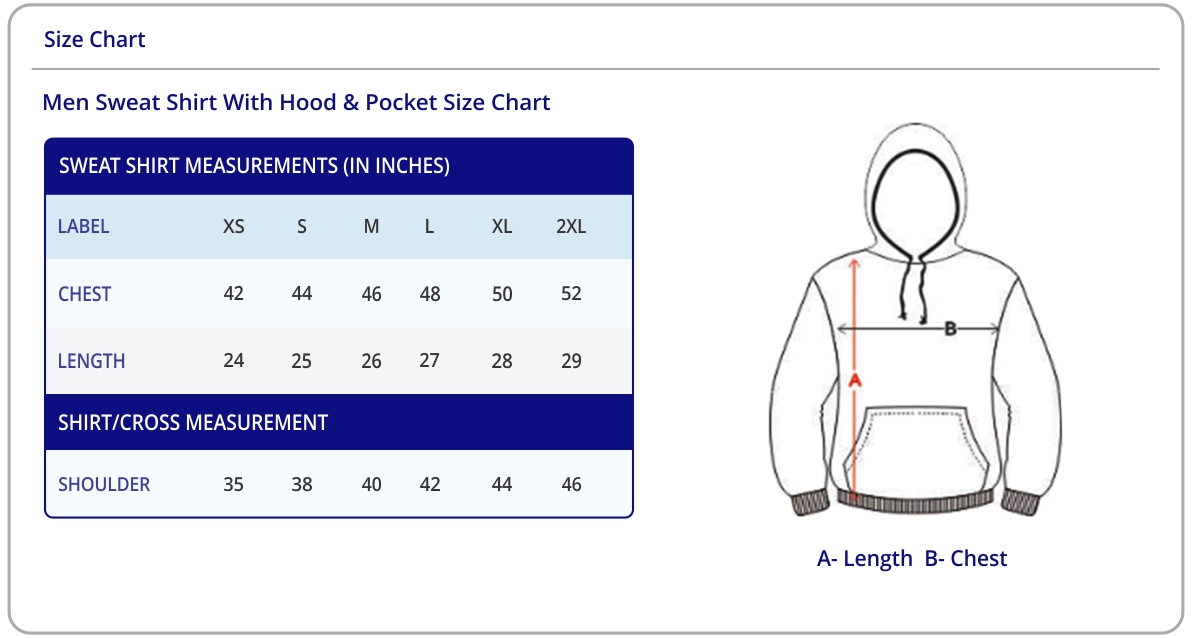 Size Chart
Men Sweat Shirt With Hood & Pocket Size Chart
SWEAT SHIRT MEASUREMENTS (IN INCHES)
LABEL XS S M L XL 2XL
CHEST 42 44 46 48 50 52
LENGTH 24 25 26 27 28 29
SHIRT/CROSS MEASUREMENT
SHOULDER 35 38 40 42 44 46
B
A
A- Length B- Chest